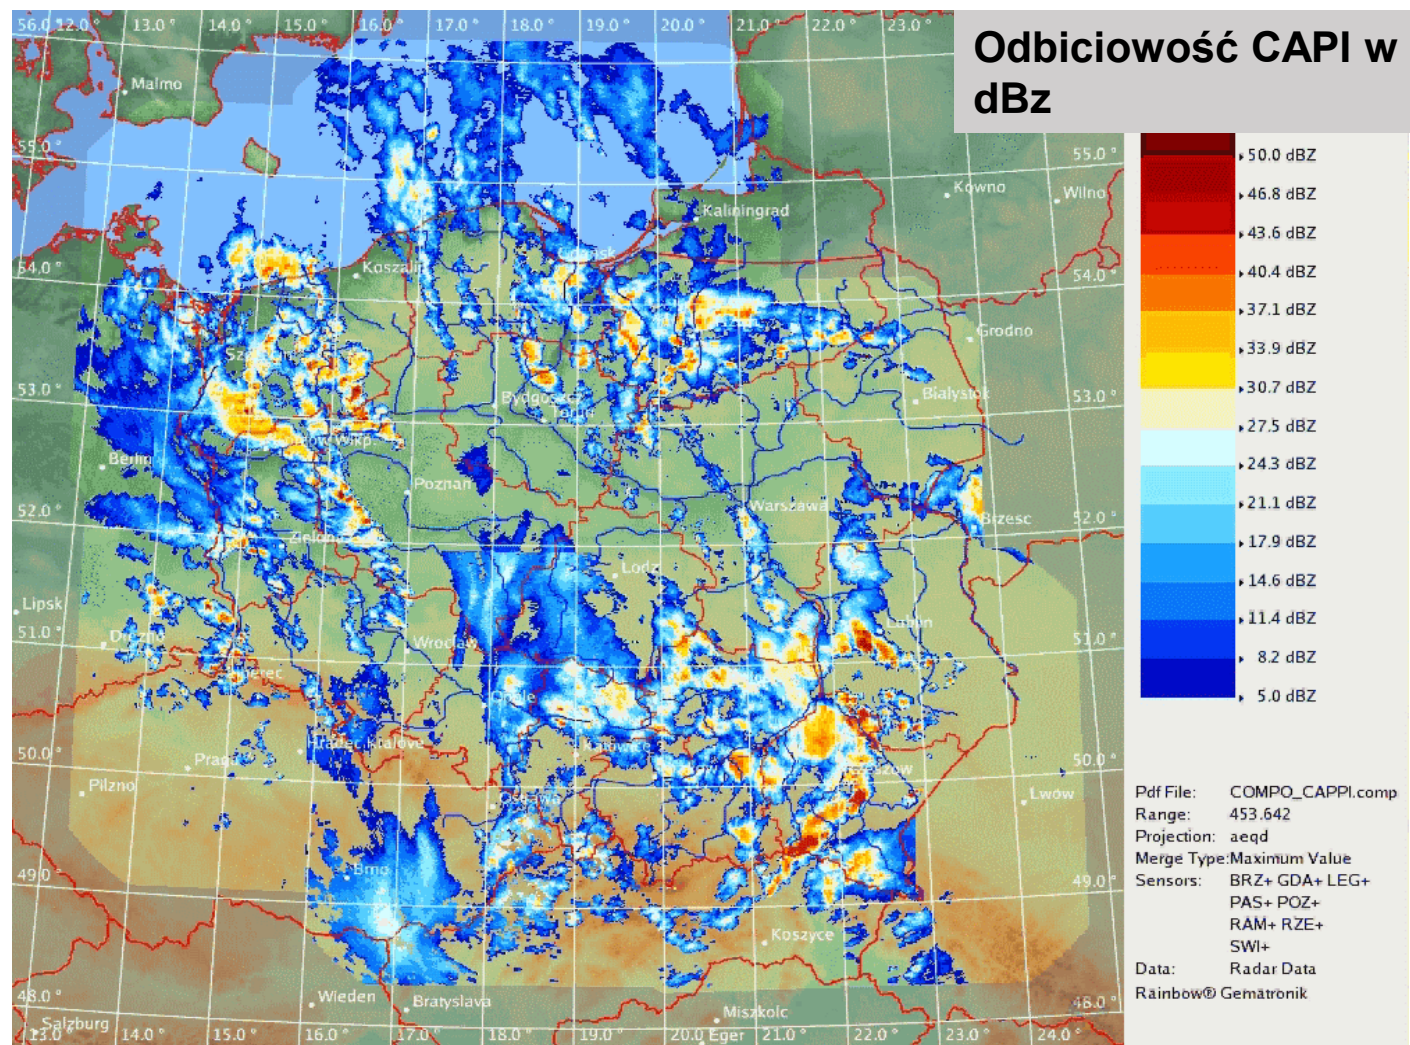 Odbiciowość CAPI w
dBz
56.0 12.0 ° 13.0 ° 14.0 ° 15.0 ° 16.0 ° 17.0 ° 18.0 ° 19.0 ° 20.0 ° 21.0 ° 22.0 ° 23.0 °
Malmo
55.0 ° 55.0 °
Kowno
Wilno
Kaliningrad
Gdańsk
54.0 ° Koszalin 54.0 °
Grodno
53.0 ° 53.0 °
Bydgoszcz
Toruń
Bialystok
Berlin
Poznań
Warszawa
52.0 ° 52.0 °
Brzesc
Lodz
Lipsk
51.0 ° 51.0 °
Wrocław
Lublin
Opole
Hradec Kralove
Katowice
50.0 ° 50.0 °
Praga
Pilzno
Rzeszow
Lwów
Ostrawa
Brno
49.0 ° 49.0 °
Koszyce
Wieden
Bratyslava
48.0 ° 48.0 °
Miszkolc
Salzburg
Eger
13.0 ° 14.0 ° 15.0 ° 16.0 ° 17.0 ° 18.0 ° 19.0 ° 20.0 ° 21.0 ° 22.0 ° 23.0 ° 24.0 °
50.0 dBZ
46.8 dBZ
43.6 dBZ
40.4 dBZ
37.1 dBZ
33.9 dBZ
30.7 dBZ
27.5 dBZ
24.3 dBZ
21.1 dBZ
17.9 dBZ
14.6 dBZ
11.4 dBZ
8.2 dBZ
5.0 dBZ
Pdf File: COMPO_CAPPI.comp
Range: 453.642
Projection: aeqd
Merge Type:Maximum Value
Sensors: BRZ+ GDA+ LEG+
PAS+ POZ+
RAM+ RZE+
SWI+
Data: Radar Data
Rainbow® Gematronik